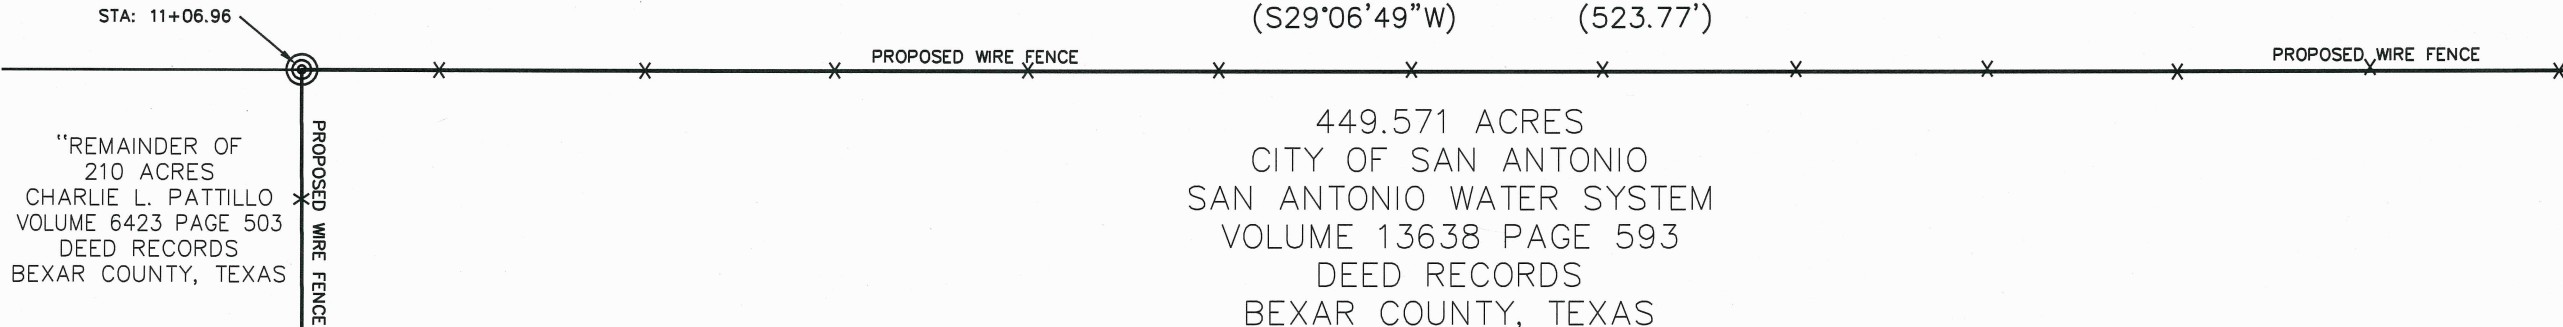 STA: 11+06.96
(S29°06'49"W) (523.77')
PROPOSED WIRE FENCE
PROPOSED WIRE FENCE
"REMAINDER OF
210 ACRES
CHARLIE L. PATTILLO
VOLUME 6423 PAGE 503
DEED RECORDS
BEXAR COUNTY, TEXAS
PROPOSED WIRE FENCE
449.571 ACRES
CITY OF SAN ANTONIO
SAN ANTONIO WATER SYSTEM
VOLUME 13638 PAGE 593
DEED RECORDS
BEXAR COUNTY, TEXAS